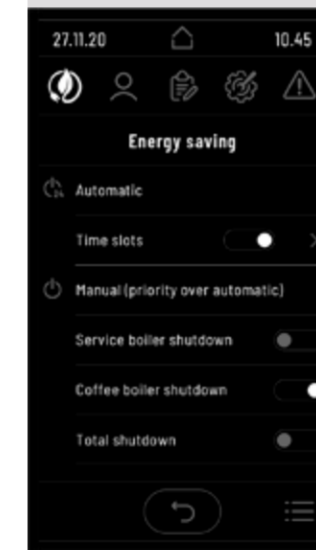 27.11.20 10.45
Energy saving
24 Automatic
Time slots
Manual (priority over automatic)
Service boiler shutdown
Coffee boiler shutdown
Total shutdown